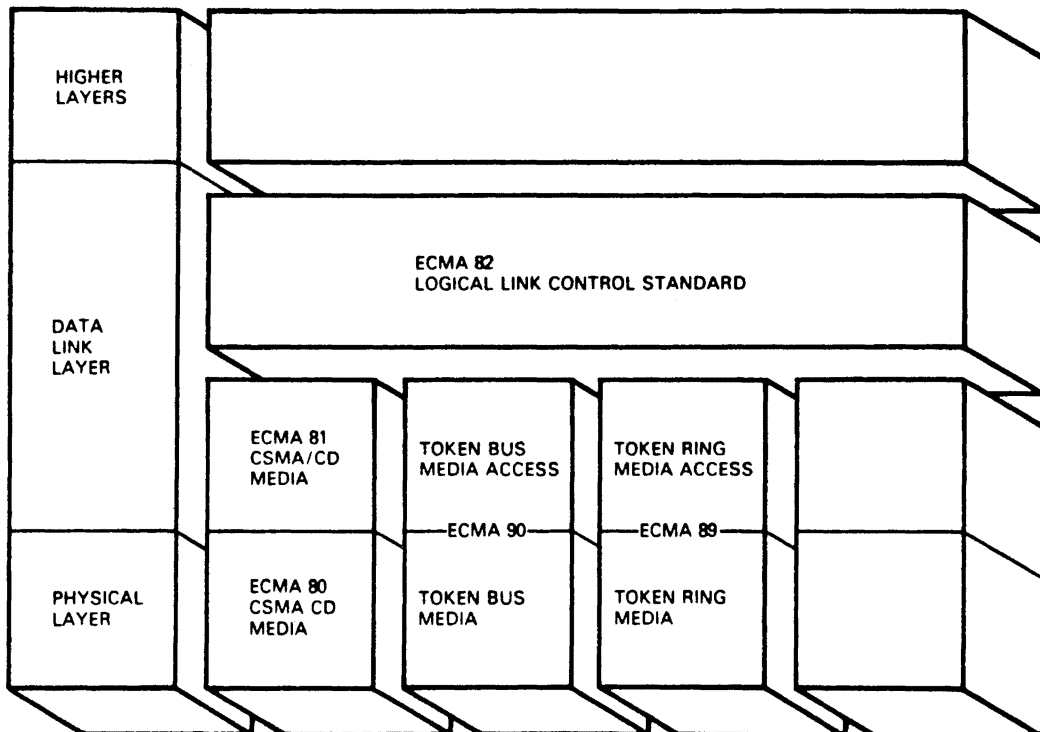 HIGHER
LAYERS
ECMA 82
LOGICAL LINK CONTROL STANDARD
DATA
LINK
LAYER
ECMA 81
CSMA/CD
MEDIA
TOKEN BUS
MEDIA ACCESS
TOKEN RING
MEDIA ACCESS
ECMA 90
ECMA 89
PHYSICAL
LAYER
ECMA 80
CSMA CD
MEDIA
TOKEN BUS
MEDIA
TOKEN RING
MEDIA